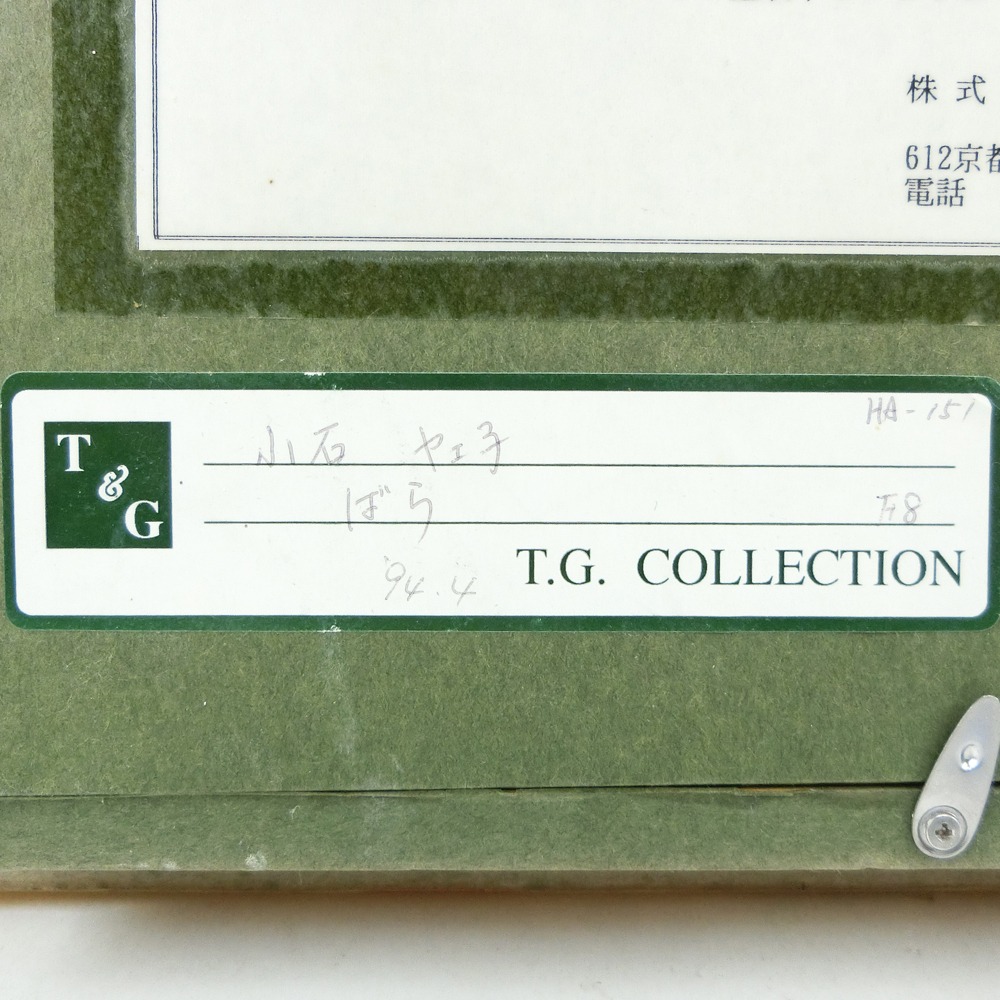 株式
612京都
電話
HA-151
T & G
小石 ヤエ子
ばら F8
'94.4 T.G. COLLECTION